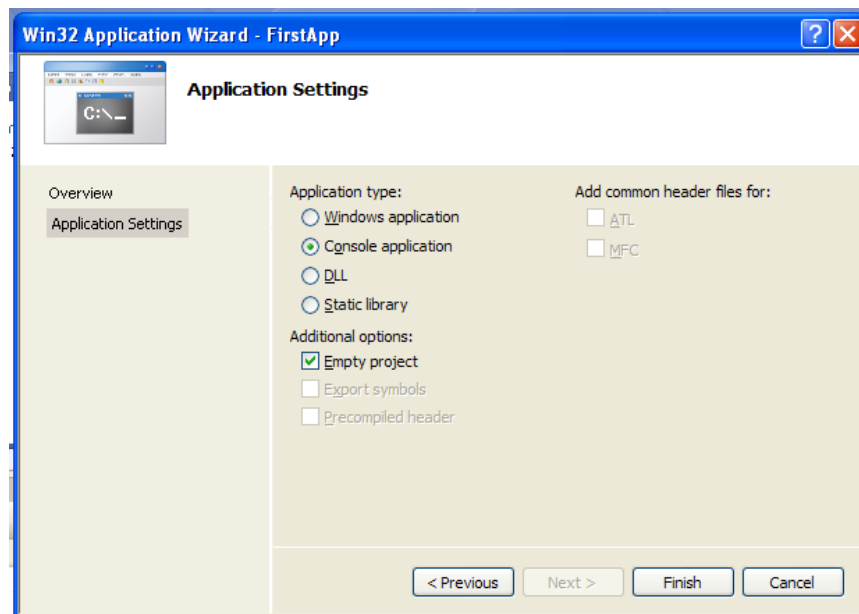 Win32 Application Wizard - FirstApp
C:\_
Application Settings
Overview
Application Settings
Application type:
Windows application
Console application
DLL
Static library
Additional options:
Empty project
Export symbols
Precompiled header
Add common header files for:
ATL
MFC
< Previous
Next >
Finish
Cancel